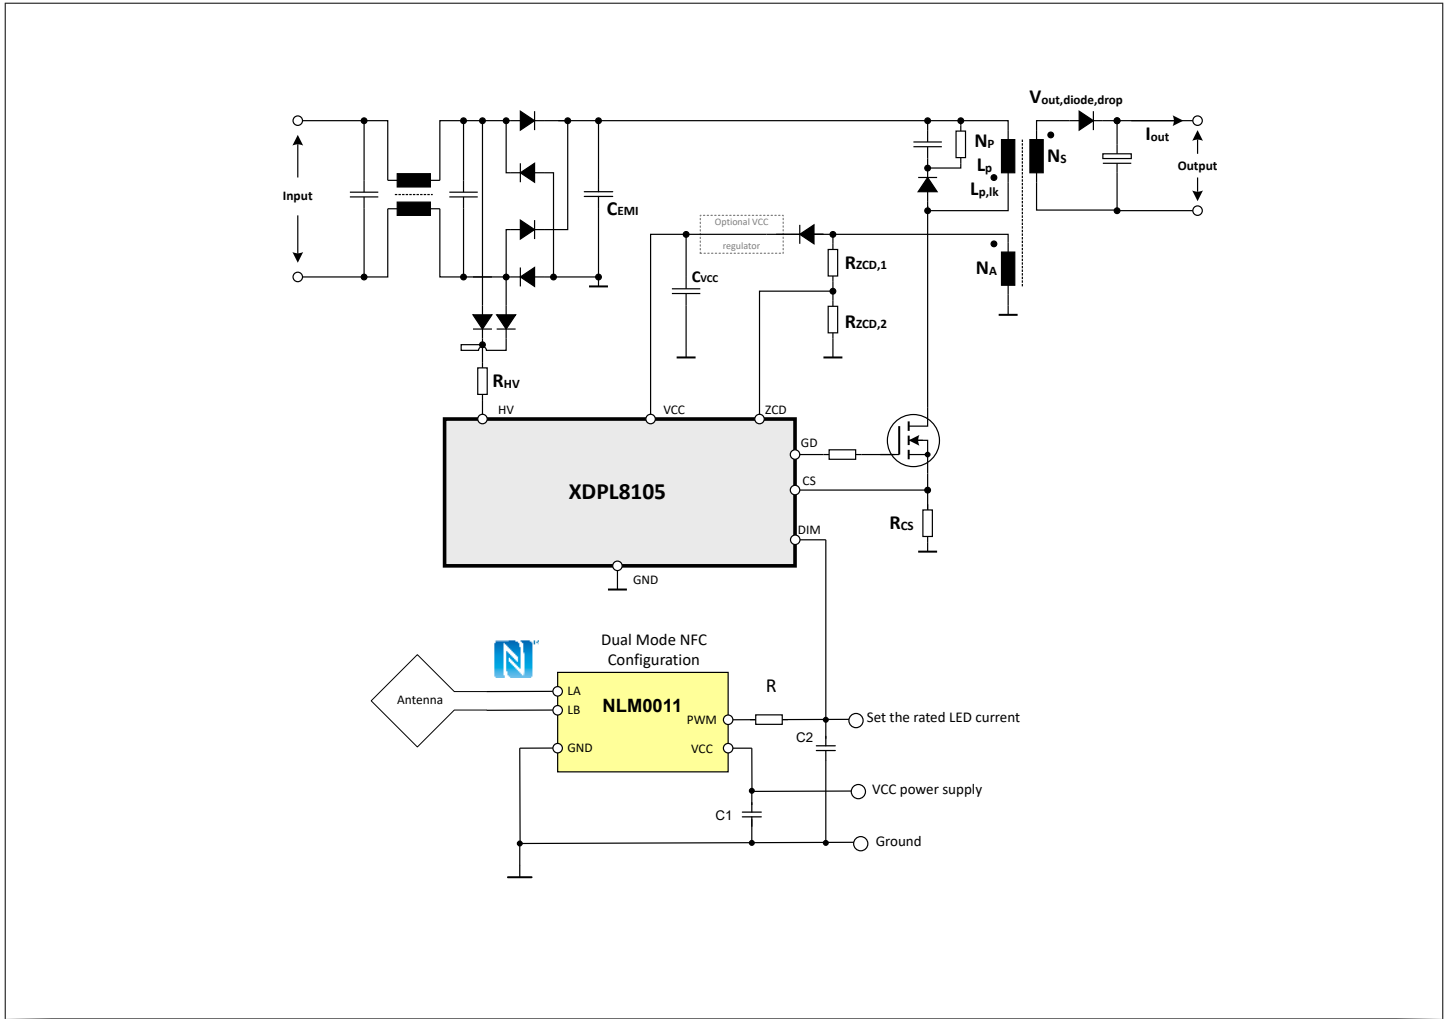 Vout,diode,drop
Iout
NP
NS
Lp
Output
Input
Lp,lk
CEMI
Optional VCC
regulator
RZCD,1
NA
CVCC
RZCD,2
RHV
HV
VCC
ZCD
GD
XDPL8105
CS
RCS
DIM
GND
Dual Mode NFC
Configuration
R
LA
Antenna
NLM0011
LB
PWM
Set the rated LED current
C2
GND
VCC
VCC power supply
C1
Ground